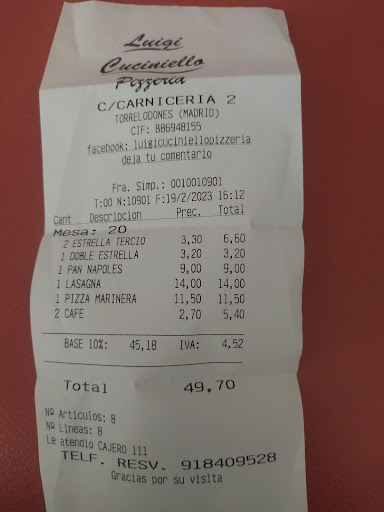 Luigi
Cuciniello
Pizzeria
C/CARNICERIA 2
TORRELODONES (MADRID)
CIF: B86948155
facebook: luigicuciniellopizzeria
deja tu comentario
Fra. Simp.: 0010010901
T:00 N:10901 F:19/2/2023 16:12
Cant Descripcion Prec. Total
Mesa: 20
2 ESTRELLA TERCIO 3,30 6,60
1 DOBLE ESTRELLA 3,20 3,20
1 PAN NAPOLES 9,00 9,00
1 LASAGNA 14,00 14,00
1 PIZZA MARINERA 11,50 11,50
2 CAFE 2,70 5,40
BASE 10%: 45,18 IVA: 4,52
Total 49,70
Nº Articulos: 8
Nº Lineas: 8
Le atendio CAJERO 111
TELF. RESV. 918409528
Gracias por su visita